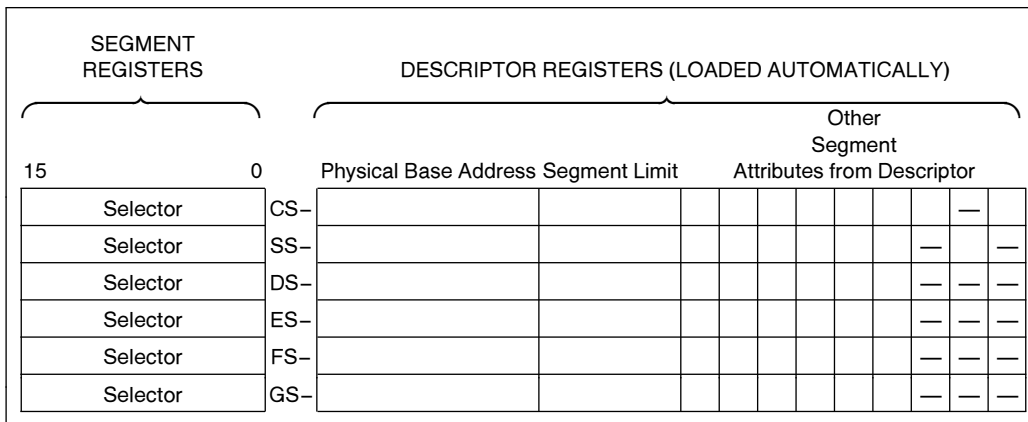 SEGMENT
REGISTERS
DESCRIPTOR REGISTERS (LOADED AUTOMATICALLY)
Other
Segment
15 0 Physical Base Address Segment Limit Attributes from Descriptor
Selector CS– —
Selector SS– — —
Selector DS– — — —
Selector ES– — — —
Selector FS– — — —
Selector GS– — — —